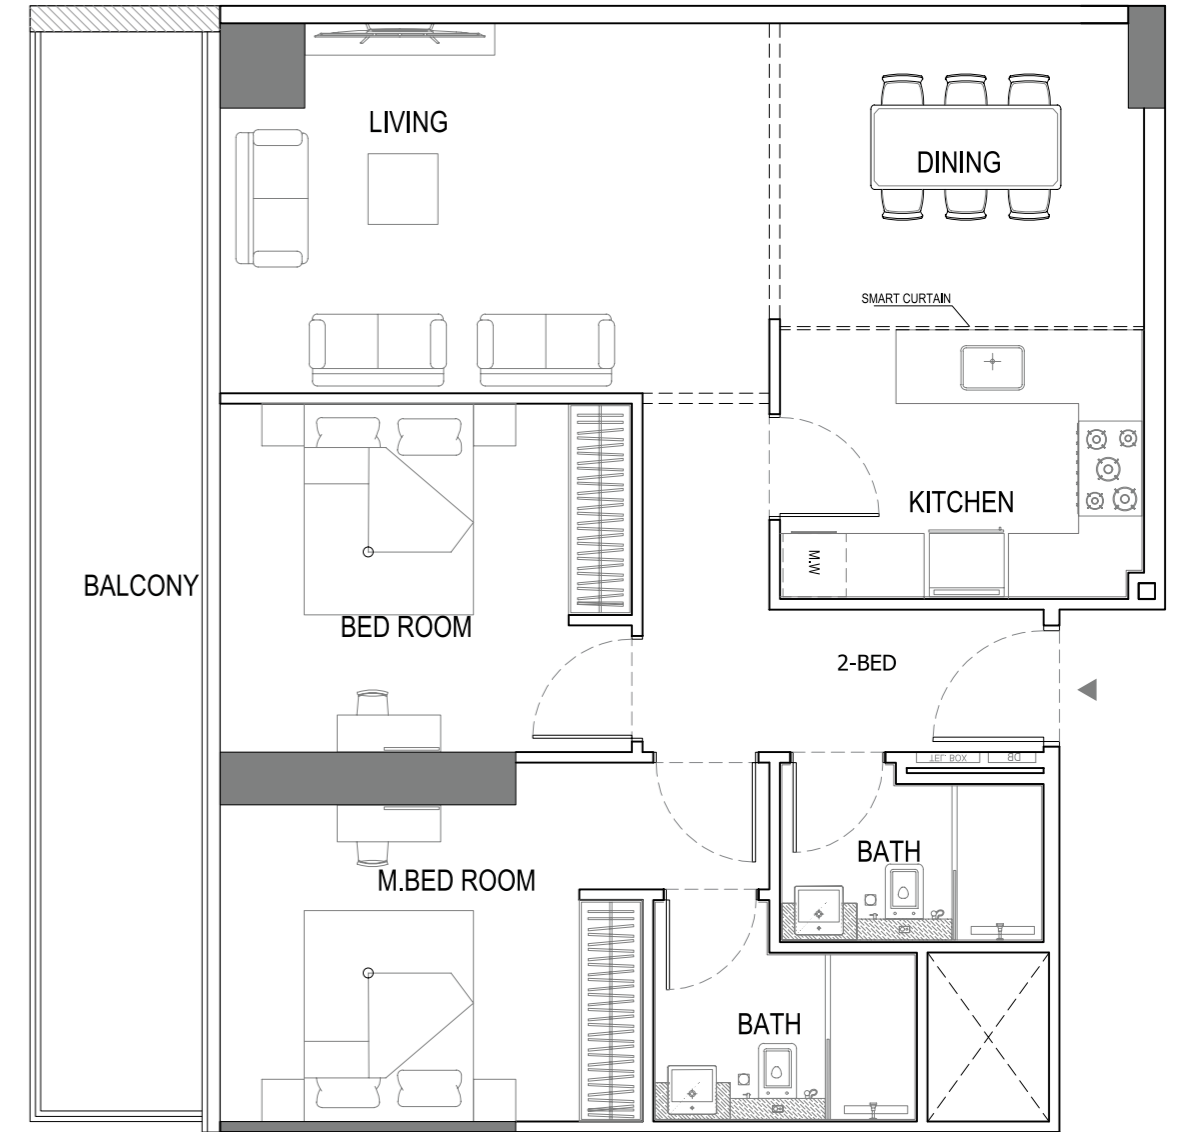 LIVING
DINING
SMART CURTAIN
KITCHEN
M.W
BALCONY
BED ROOM
2-BED
TEL. BOX
DB
BATH
M.BED ROOM
BATH